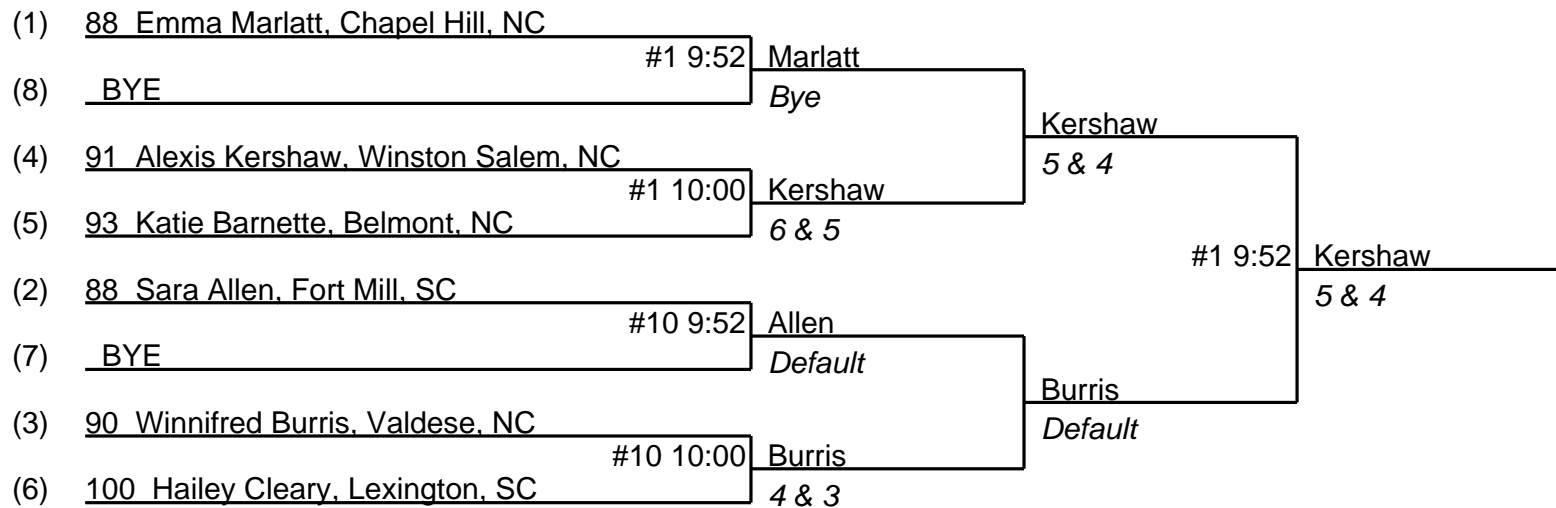 (1) 88 Emma Marlatt, Chapel Hill, NC
#1 9:52 Marlatt
(8) BYE
Bye
Kershaw
(4) 91 Alexis Kershaw, Winston Salem, NC
5 & 4
#1 10:00 Kershaw
(5) 93 Katie Barnette, Belmont, NC
6 & 5
#1 9:52 Kershaw
(2) 88 Sara Allen, Fort Mill, SC
5 & 4
#10 9:52 Allen
(7) BYE
Default
Burris
(3) 90 Winnifred Burris, Valdese, NC
Default
#10 10:00 Burris
(6) 100 Hailey Cleary, Lexington, SC
4 & 3